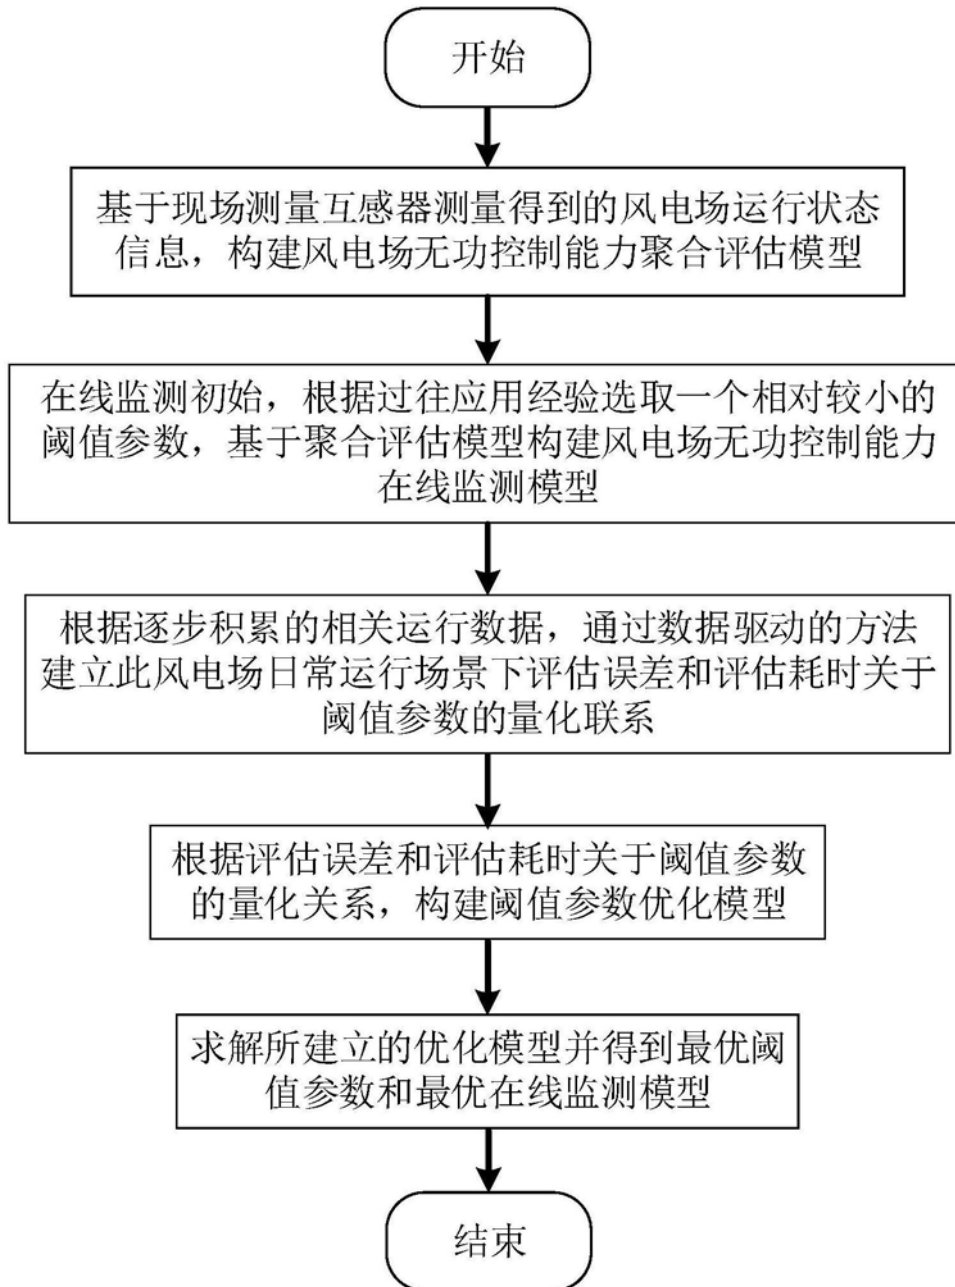 开始
基于现场测量互感器测量得到的风电场运行状态
信息，构建风电场无功控制能力聚合评估模型
在线监测初始，根据过往应用经验选取一个相对较小的
阈值参数，基于聚合评估模型构建风电场无功控制能力
在线监测模型
根据逐步积累的相关运行数据，通过数据驱动的方法
建立此风电场日常运行场景下评估误差和评估耗时关于
阈值参数的量化联系
根据评估误差和评估耗时关于阈值参数
的量化关系，构建阈值参数优化模型
求解所建立的优化模型并得到最优阈
值参数和最优在线监测模型
结束